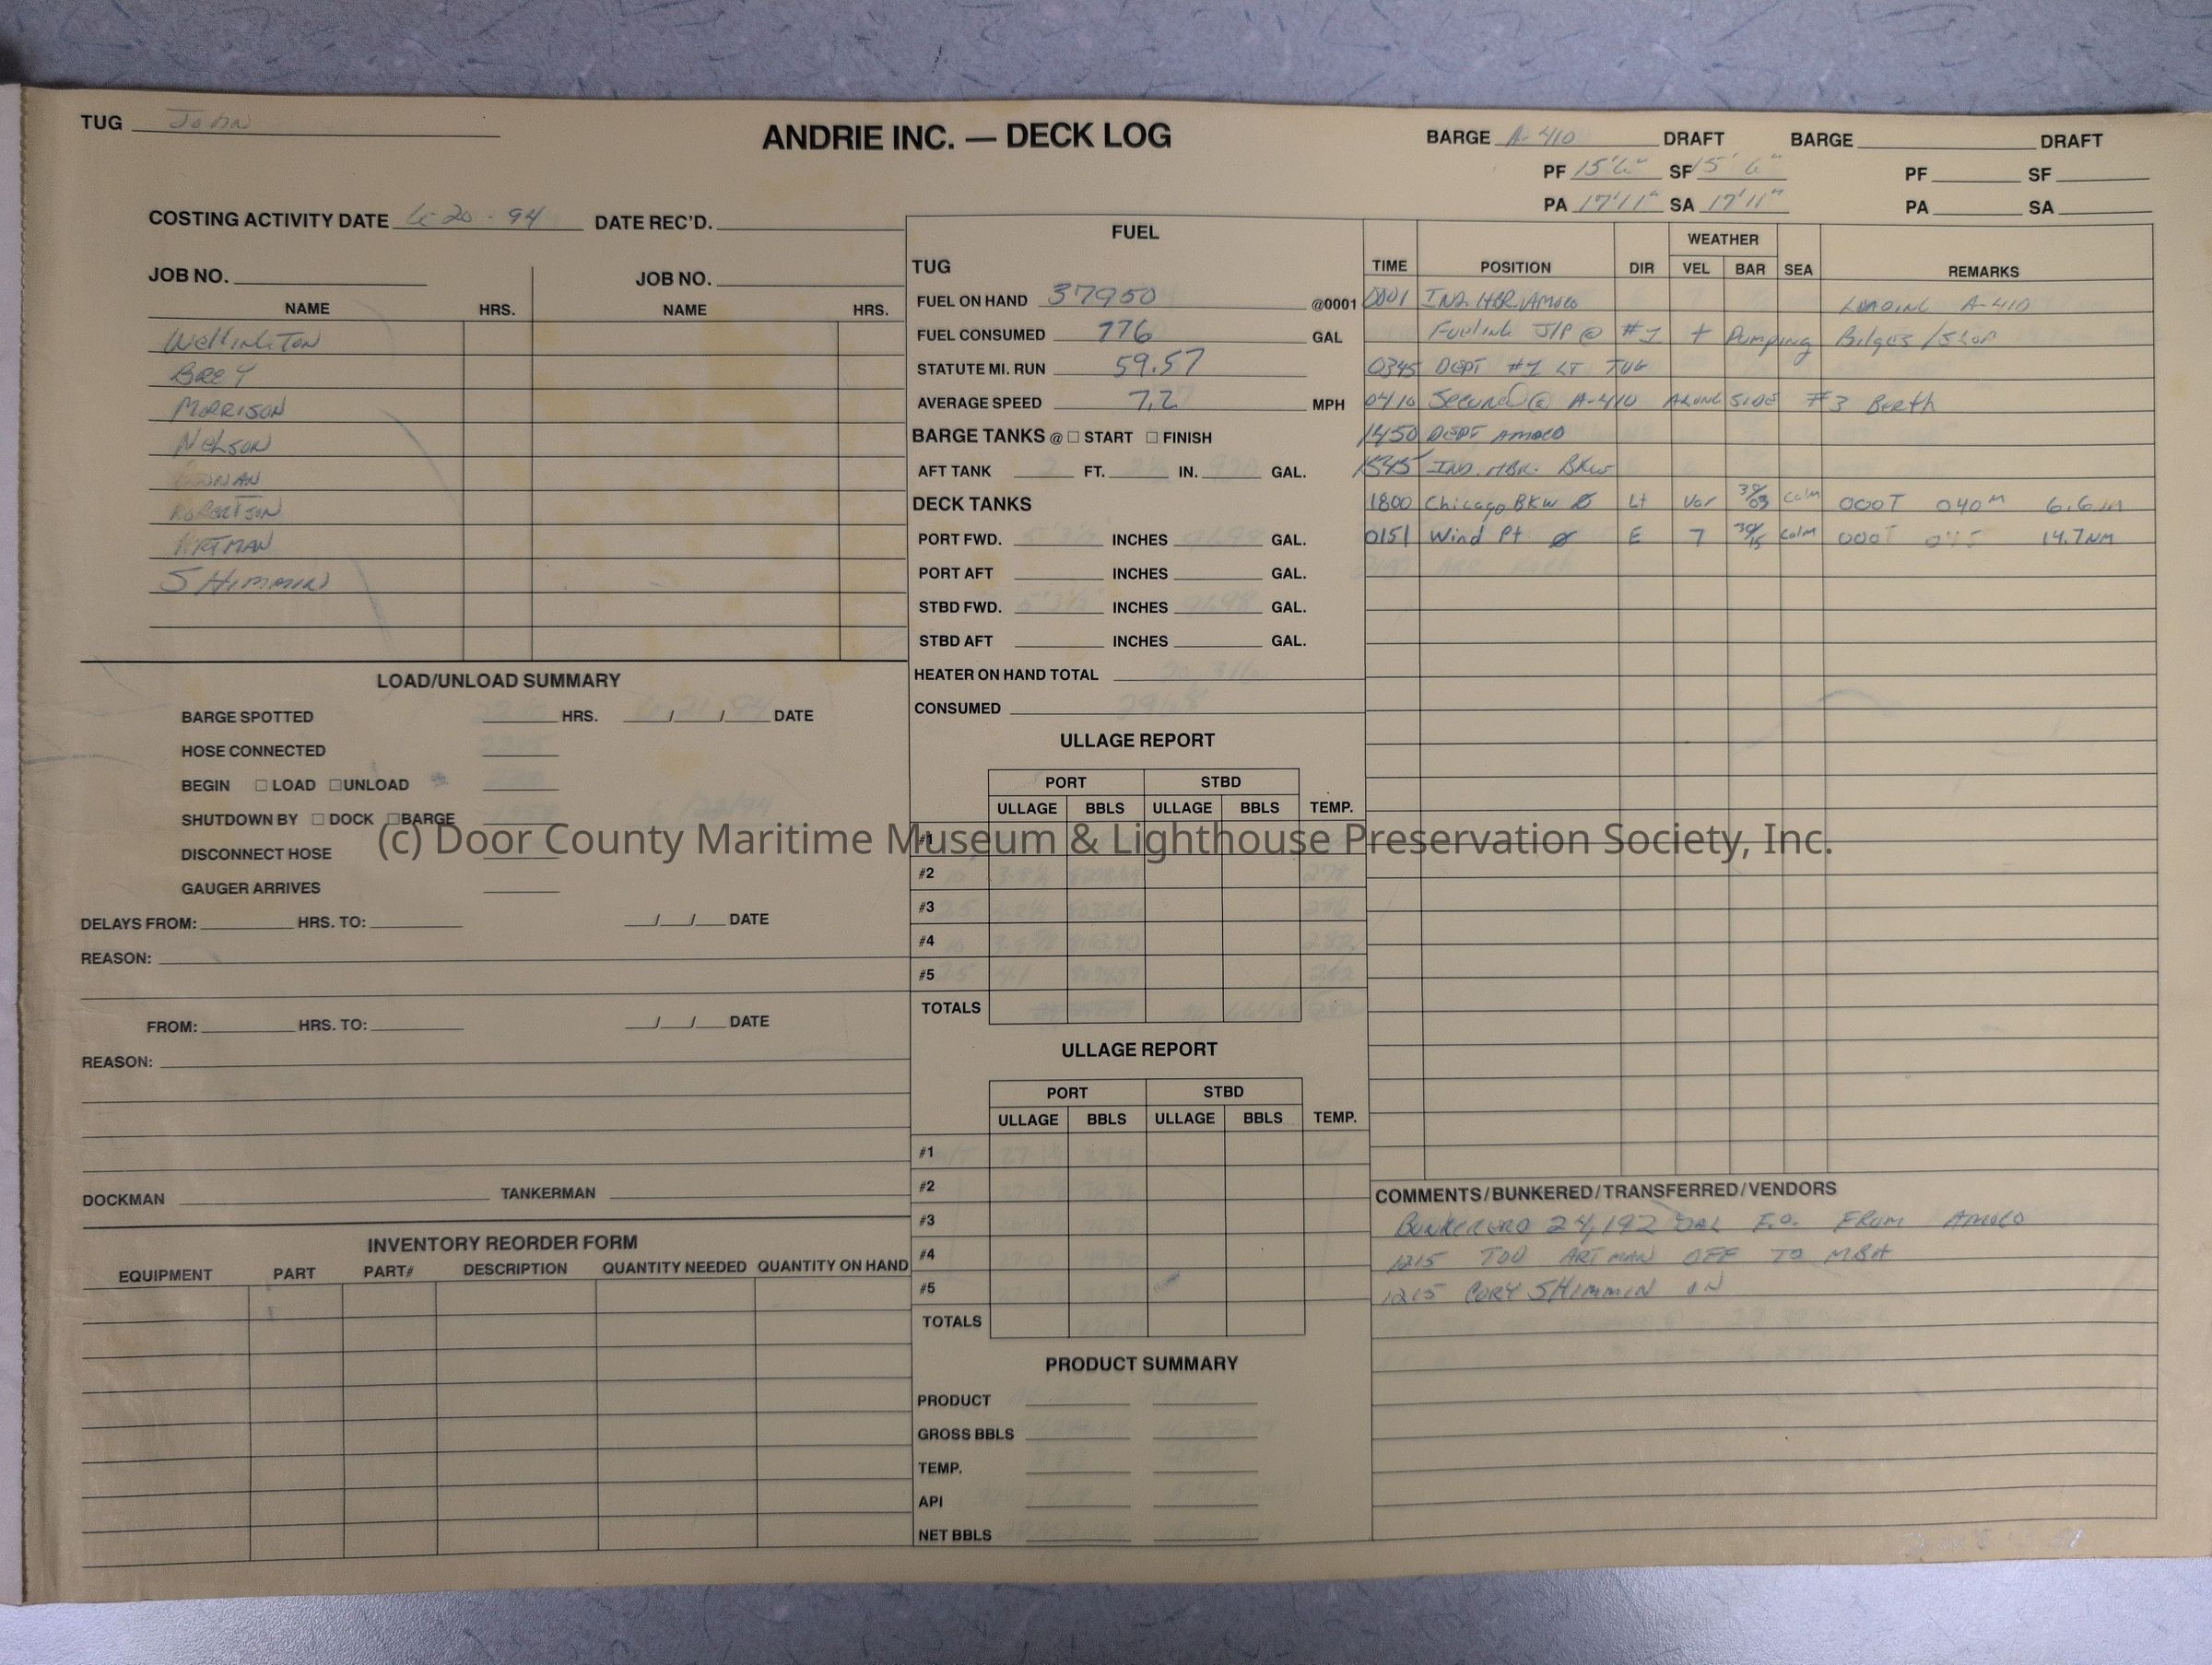 TUG John
ANDRIE INC. — DECK LOG
BARGE A-410 DRAFT BARGE DRAFT
PF 15'6" SF 15'6" PF SF
PA 17'11" SA 17'11" PA SA
COSTING ACTIVITY DATE 6-20-94 DATE REC'D.
JOB NO. JOB NO.
NAME HRS. NAME HRS.
Wellington
Brey
Morrison
Nelson
Robertson
Artman
Shimmin
LOAD/UNLOAD SUMMARY
BARGE SPOTTED HRS. / / DATE
HOSE CONNECTED
BEGIN ☐ LOAD ☐ UNLOAD
SHUTDOWN BY ☐ DOCK ☐ BARGE
DISCONNECT HOSE
GAUGER ARRIVES
DELAYS FROM: HRS. TO: / / DATE
REASON:
FROM: HRS. TO: / / DATE
REASON:
DOCKMAN TANKERMAN
INVENTORY REORDER FORM
EQUIPMENT PART PART# DESCRIPTION QUANTITY NEEDED QUANTITY ON HAND
FUEL
TUG
FUEL ON HAND 37950 @0001
FUEL CONSUMED 776 GAL
STATUTE MI. RUN 59.57
AVERAGE SPEED 7.2 MPH
BARGE TANKS @ ☐ START ☐ FINISH
AFT TANK FT. IN. GAL.
DECK TANKS
PORT FWD. INCHES GAL.
PORT AFT INCHES GAL.
STBD FWD. INCHES GAL.
STBD AFT INCHES GAL.
HEATER ON HAND TOTAL
CONSUMED
ULLAGE REPORT
PORT STBD
ULLAGE BBLS ULLAGE BBLS TEMP.
#1
#2
#3
#4
#5
TOTALS
ULLAGE REPORT
PORT STBD
ULLAGE BBLS ULLAGE BBLS TEMP.
#1
#2
#3
#4
#5
TOTALS
PRODUCT SUMMARY
PRODUCT
GROSS BBLS
TEMP.
API
NET BBLS
WEATHER
TIME POSITION DIR VEL BAR SEA REMARKS
0001 IND. HBR. AMOCO LOADING A-410
Fueling J/P @ #1 + Pumping Bilges/Slop
0345 DEPT #1 LT TUG
0410 Secured @ A-410 ALONG SIDE #3 Berth
1450 DEPT AMOCO
1545 IND. HBR. BKW
1800 Chicago BKW Ø Lt Var 30/03 calm 000T 040M 6.6NM
0151 Wind Pt Ø E 7 30/15 calm 000T 14.7NM
COMMENTS/BUNKERED/TRANSFERRED/VENDORS
BUNKERED 24,192 GAL F.O. FROM AMOCO
1215 TOD ARTMAN OFF TO MBA
1215 CORY SHIMMIN ON
(c) Door County Maritime Museum & Lighthouse Preservation Society, Inc.